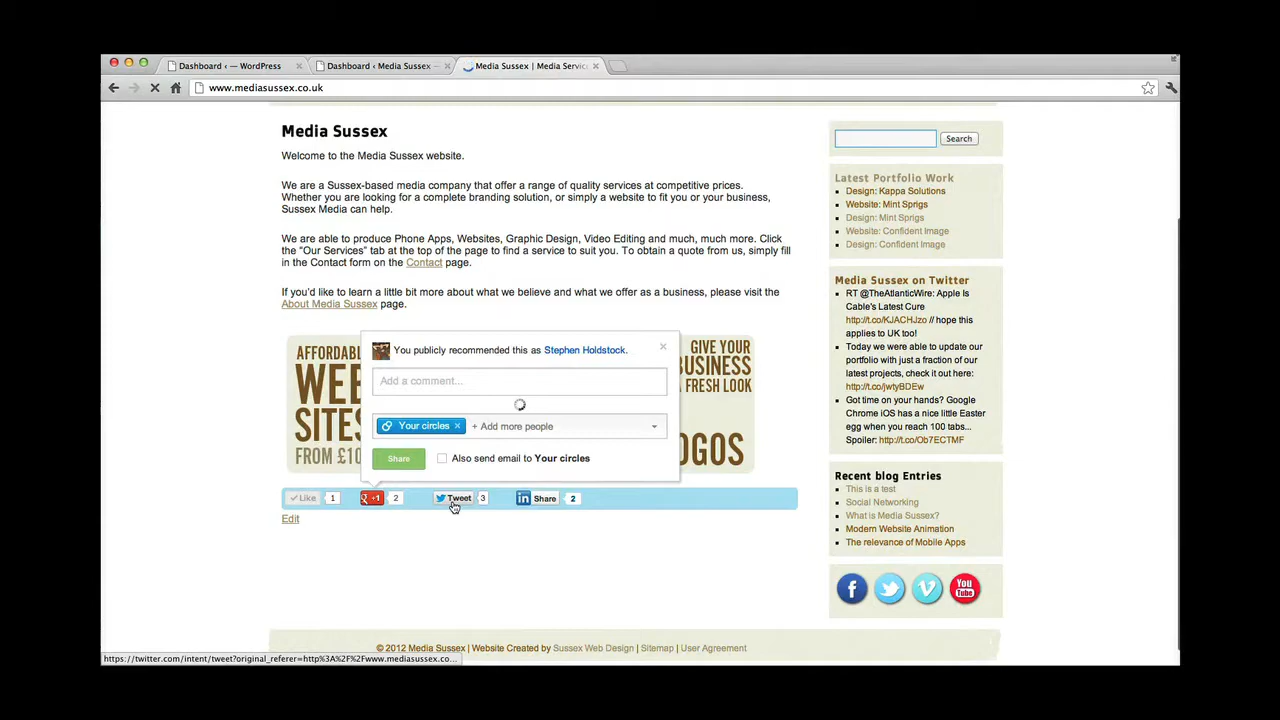 Dashboard ‹ — WordPress
Dashboard ‹ Media Sussex —
Media Sussex | Media Servic
www.mediasussex.co.uk
Media Sussex
Welcome to the Media Sussex website.
We are a Sussex-based media company that offer a range of quality services at competitive prices.
Whether you are looking for a complete branding solution, or simply a website to fit you or your business,
Sussex Media can help.
We are able to produce Phone Apps, Websites, Graphic Design, Video Editing and much, much more. Click
the “Our Services” tab at the top of the page to find a service to suit you. To obtain a quote from us, simply fill
in the Contact form on the Contact page.
If you’d like to learn a little bit more about what we believe and what we offer as a business, please visit the
About Media Sussex page.
AFFORDABL
WEB
SITES
FROM £10
You publicly recommended this as Stephen Holdstock.
Add a comment...
Your circles
+ Add more people
Share
Also send email to Your circles
GIVE YOUR
BUSINESS
A FRESH LOOK
OGOS
Like 1
+1 2
Tweet 3
in Share 2
Edit
Search
Latest Portfolio Work
Design: Kappa Solutions
Website: Mint Sprigs
Design: Mint Sprigs
Website: Confident Image
Design: Confident Image
Media Sussex on Twitter
RT @TheAtlanticWire: Apple Is
Cable's Latest Cure
http://t.co/KJACHJzo // hope this
applies to UK too!
Today we were able to update our
portfolio with just a fraction of our
latest projects, check it out here:
http://t.co/jwtyBDEw
Got time on your hands? Google
Chrome iOS has a nice little Easter
egg when you reach 100 tabs...
Spoiler: http://t.co/Ob7ECTMF
Recent blog Entries
This is a test
Social Networking
What is Media Sussex?
Modern Website Animation
The relevance of Mobile Apps
You
Tube
© 2012 Media Sussex | Website Created by Sussex Web Design | Sitemap | User Agreement
https://twitter.com/intent/tweet?original_referer=http%3A%2F%2Fwww.mediasussex.co...